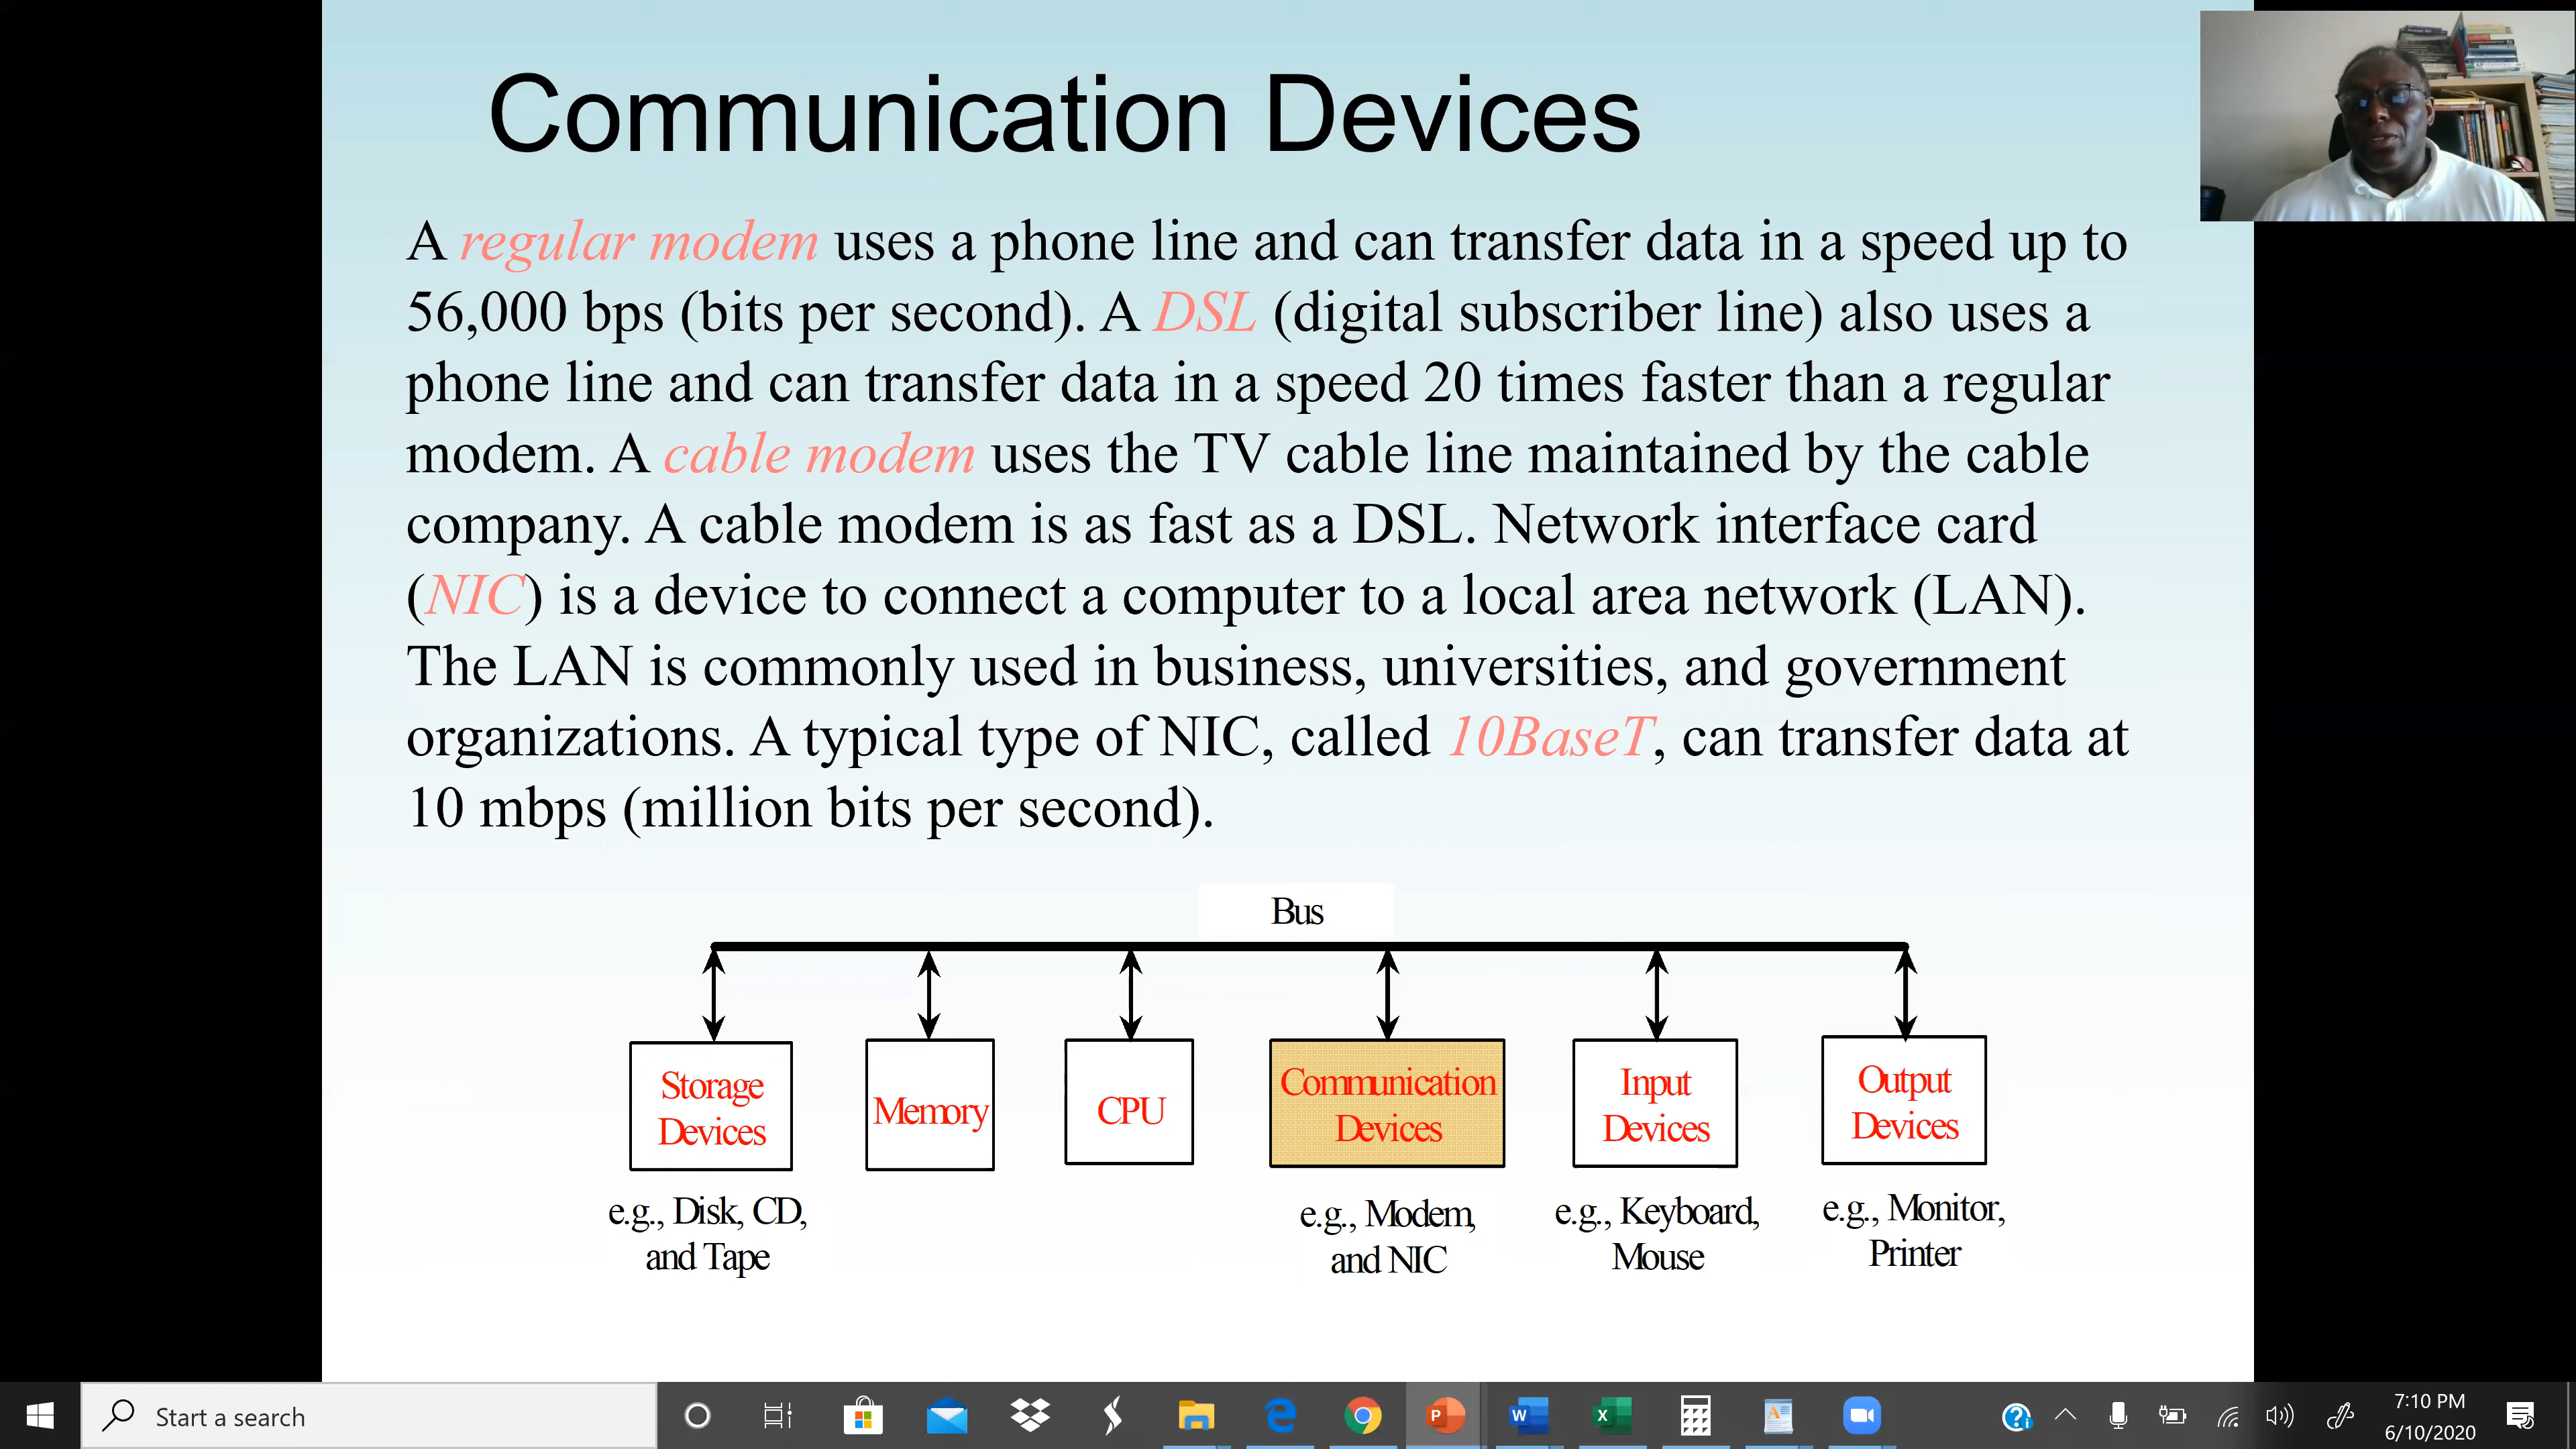 Communication Devices
A regular modem uses a phone line and can transfer data in a speed up to
56,000 bps (bits per second). A DSL (digital subscriber line) also uses a
phone line and can transfer data in a speed 20 times faster than a regular
modem. A cable modem uses the TV cable line maintained by the cable
company. A cable modem is as fast as a DSL. Network interface card
(NIC) is a device to connect a computer to a local area network (LAN).
The LAN is commonly used in business, universities, and government
organizations. A typical type of NIC, called 10BaseT, can transfer data at
10 mbps (million bits per second).
Bus
Storage
Devices
Memory
CPU
Communication
Devices
Input
Devices
Output
Devices
e.g., Disk, CD,
and Tape
e.g., Modem,
and NIC
e.g., Keyboard,
Mouse
e.g., Monitor,
Printer
Start a search
7:10 PM
6/10/2020